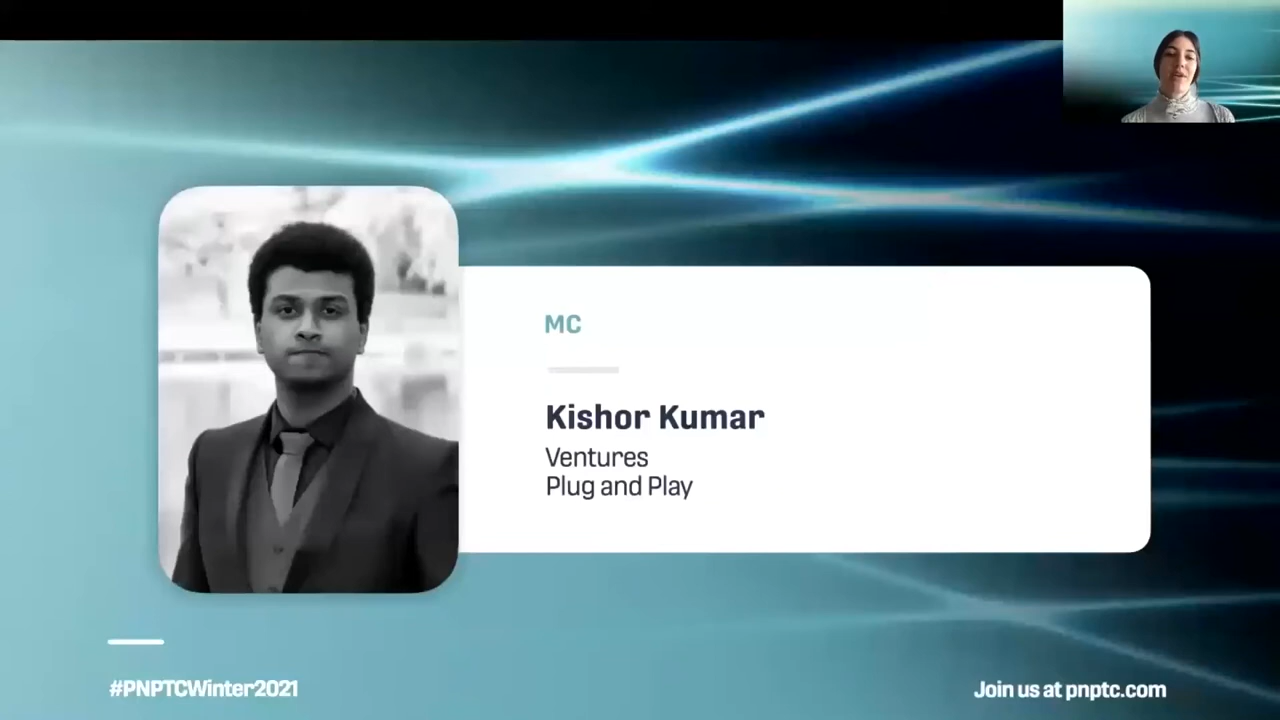 MC
Kishor Kumar
Ventures
Plug and Play
#PNPTCWinter2021
Join us at pnptc.com